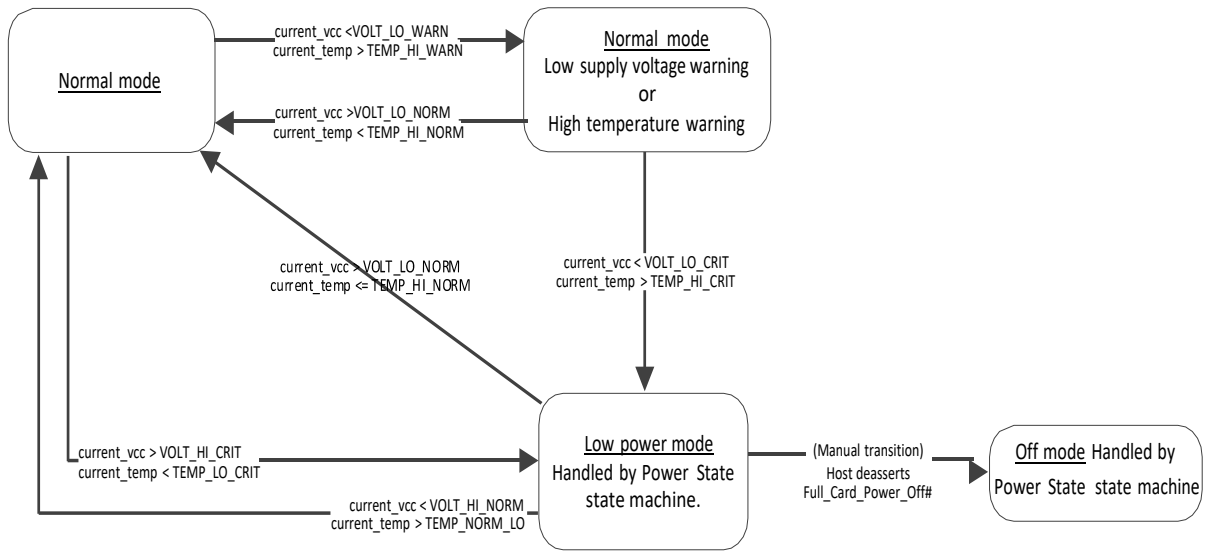 Normal mode
current_vcc <VOLT_LO_WARN
current_temp > TEMP_HI_WARN
Normal mode
Low supply voltage warning
or
High temperature warning
current_vcc >VOLT_LO_NORM
current_temp < TEMP_HI_NORM
current_vcc > VOLT_LO_NORM
current_temp <= TEMP_HI_NORM
current_vcc < VOLT_LO_CRIT
current_temp > TEMP_HI_CRIT
current_vcc > VOLT_HI_CRIT
current_temp < TEMP_LO_CRIT
current_vcc < VOLT_HI_NORM
current_temp > TEMP_NORM_LO
Low power mode
Handled by Power State
state machine.
(Manual transition)
Host deasserts
Full_Card_Power_Off#
Off mode Handled by
Power State state machine